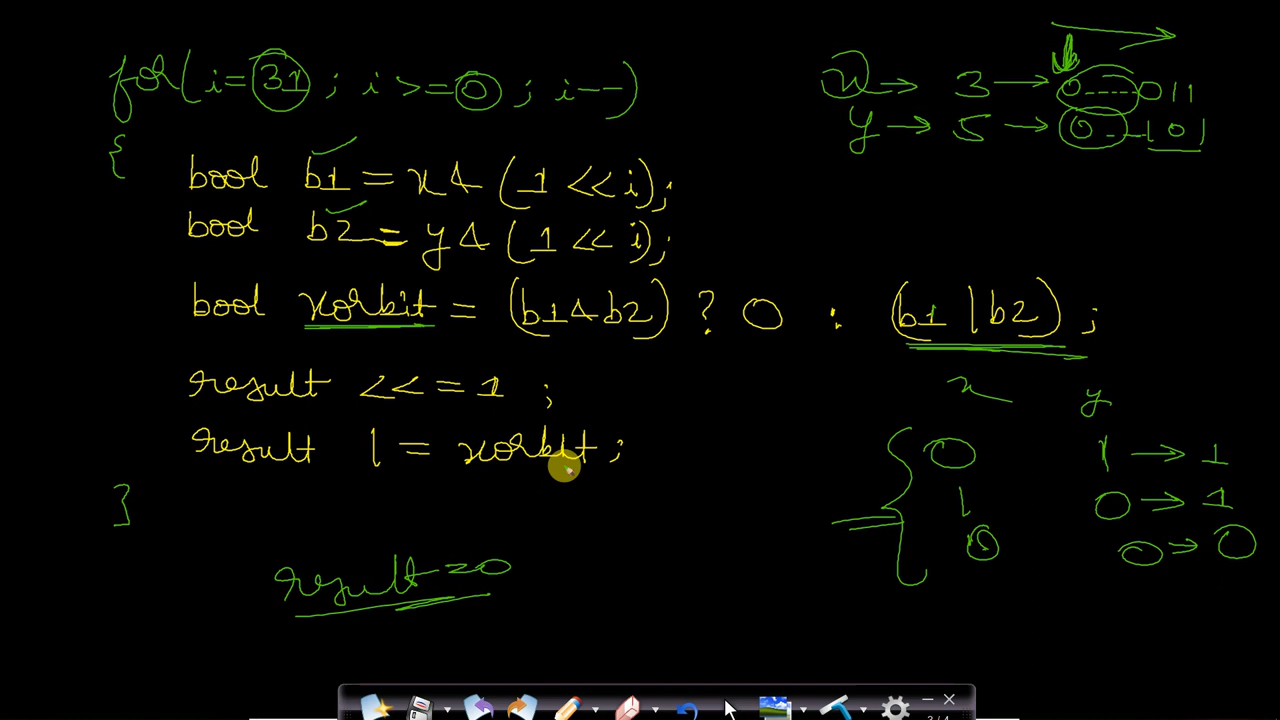 for(i=31; i>=0; i--)
{
bool b1 = x & (1 << i);
bool b2 = y & (1 << i);
bool xorbit = (b1 & b2) ? 0 : (b1 | b2);
result <<= 1;
result |= xorbit;
}
result=0
x → 3 → 0-----011
y → 5 → 0---101
x y
0 1 → 1
1 0 → 1
0 0 → 0